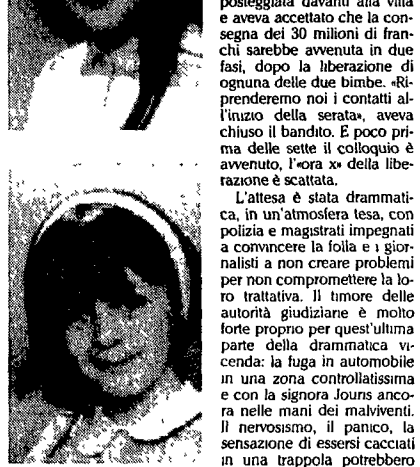 posteggiata davanti alla villa
e aveva accettato che la con-
segna dei 30 milioni di fran-
chi sarebbe avvenuta in due
fasi, dopo la liberazione di
ognuna delle due bimbe. «Ri-
prenderemo noi i contatti al-
l'inizio della serata», aveva
chiuso il bandito. E poco pri-
ma delle sette il colloquio è
avvenuto, l'«ora x» della libe-
razione è scattata.
L'attesa è stata drammati-
ca, in un'atmosfera tesa, con
polizia e magistrati impegnati
a convincere la folla e i gior-
nalisti a non creare problemi
per non compromettere la lo-
ro trattativa. Il timore delle
autorità giudiziarie è molto
forte proprio per quest'ultima
parte della drammatica vi-
cenda: la fuga in automobile
in una zona controllatissima
e con la signora Jouris anco-
ra nelle mani dei malviventi.
Il nervosismo, il panico, la
sensazione di essersi cacciati
in una trappola potrebbero